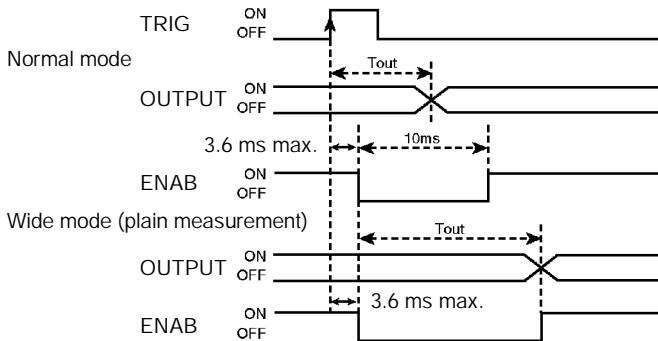 TRIG ON
OFF
Normal mode
Tout
OUTPUT ON
OFF
3.6 ms max. 10ms
ENAB ON
OFF
Wide mode (plain measurement)
Tout
OUTPUT ON
OFF
3.6 ms max.
ENAB ON
OFF